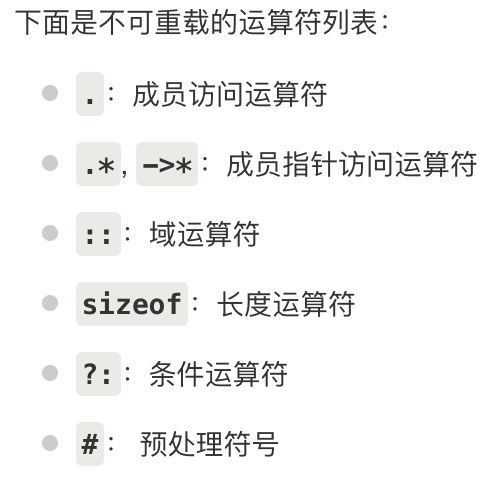 下面是不可重载的运算符列表：
.： 成员访问运算符
.*, ->*： 成员指针访问运算符
::： 域运算符
sizeof： 长度运算符
?:： 条件运算符
#： 预处理符号